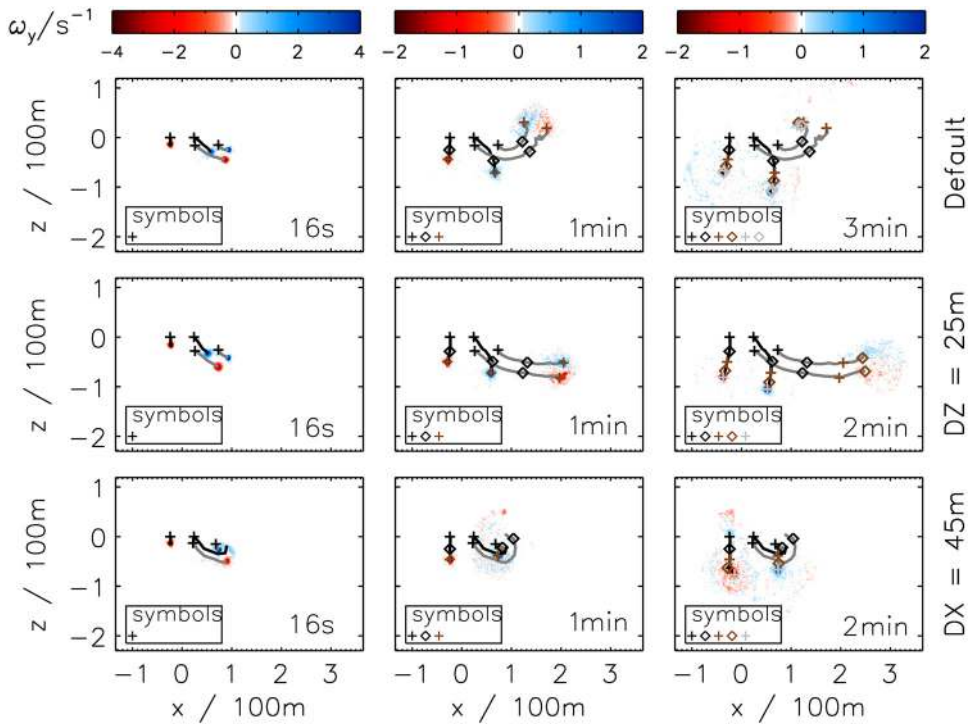 ω_y/s⁻¹
−4 −2 0 2 4
−2 −1 0 1 2
−2 −1 0 1 2
z / 100m
1
0
−1
−2
symbols
16s
symbols
1min
symbols
3min
Default
z / 100m
1
0
−1
−2
symbols
16s
symbols
1min
symbols
2min
DZ = 25m
z / 100m
1
0
−1
−2
symbols
16s
symbols
1min
symbols
2min
DX = 45m
−1 0 1 2 3
−1 0 1 2 3
−1 0 1 2 3
x / 100m
x / 100m
x / 100m